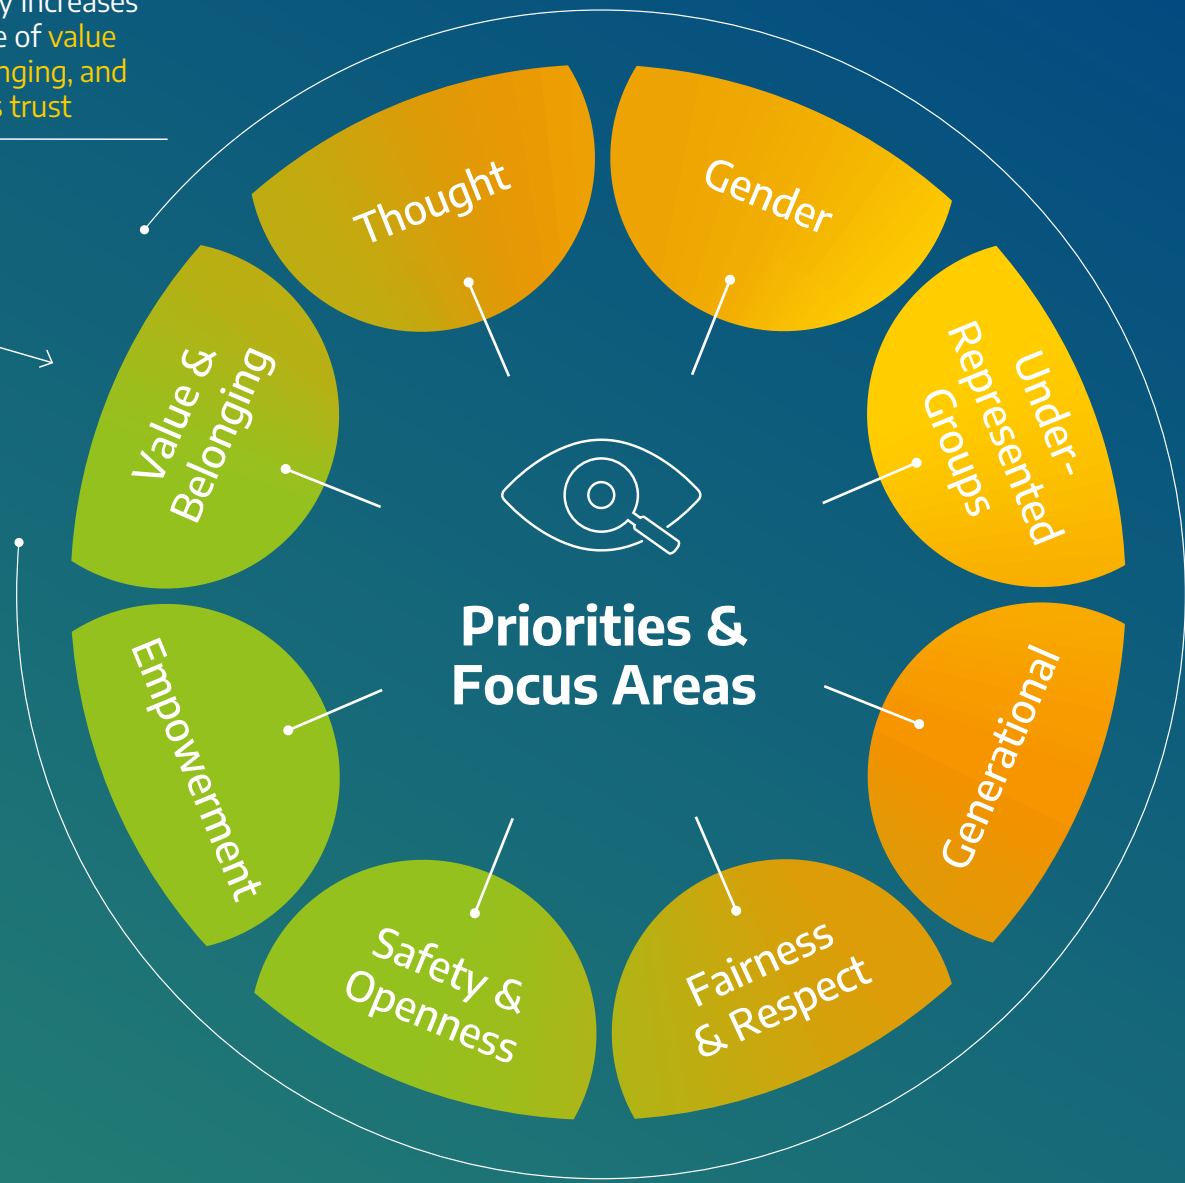 increases
of value
and
trust
Thought
Gender
Under-
Represented
Groups
Generational
Fairness
& Respect
Safety &
Openness
Empowerment
Value &
Belonging
Priorities &
Focus Areas